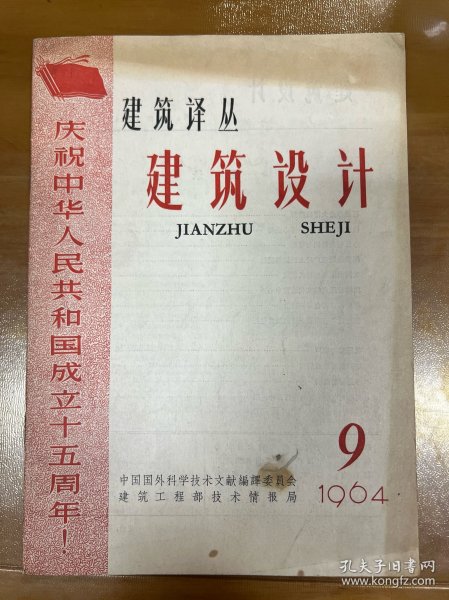 庆祝中华人民共和国成立十五周年！
建筑译丛
建筑设计
JIANZHU SHEJI
9
1964
中国国外科学技术文献編譯委員会
建筑工程部技术情报局
孔夫子旧书网
www.kongfz.com